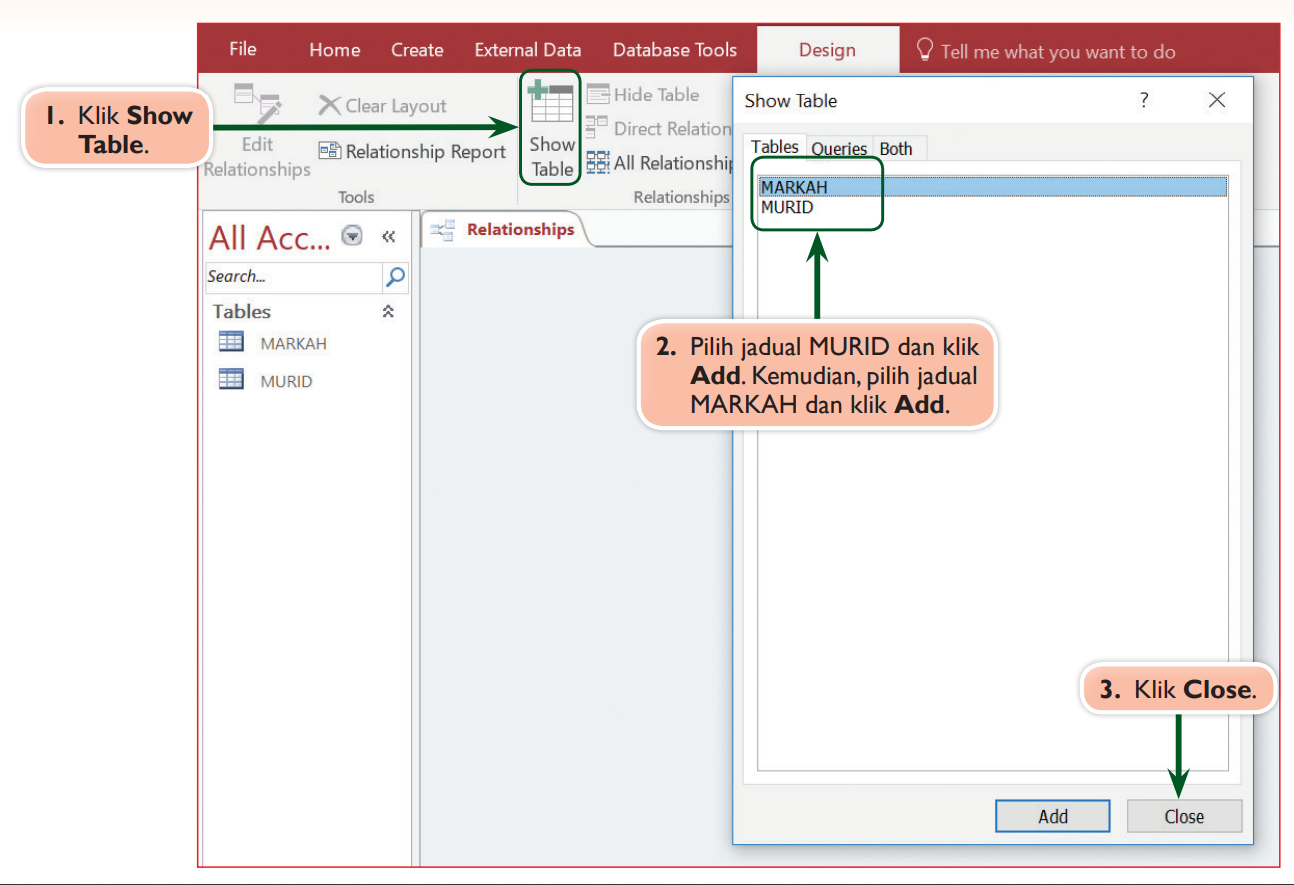 File Home Create External Data Database Tools Design Tell me what you want to do
1. Klik Show
Table.
Edit
Relationships
Clear Layout
Relationship Report
Tools
Show
Table
Hide Table
Direct Relation
All Relationship
Relationships
All Acc...
Search...
Tables
MARKAH
MURID
Relationships
Show Table
?
Tables Queries Both
MARKAH
MURID
2. Pilih jadual MURID dan klik
Add. Kemudian, pilih jadual
MARKAH dan klik Add.
3. Klik Close.
Add Close